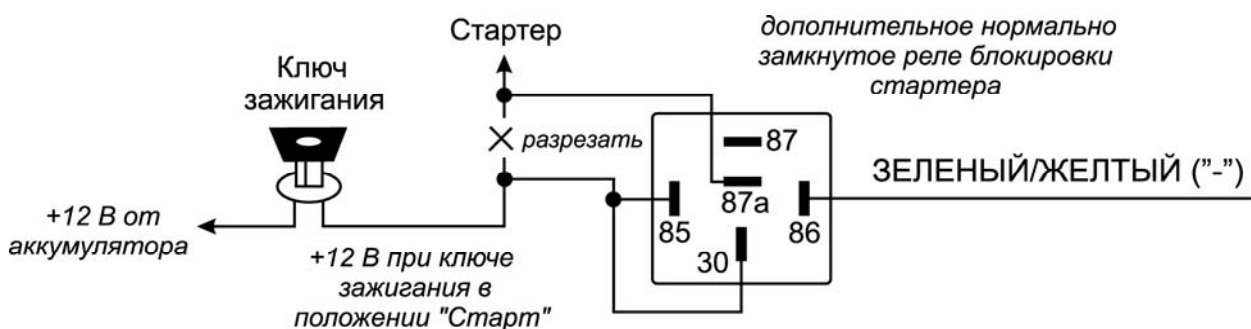 Стартер
дополнительное нормально
замкнутое реле блокировки
стартера
Ключ
зажигания
разрезать
87
ЗЕЛЕНЫЙ/ЖЕЛТЫЙ ("-")
87а
85
86
30
+12 В от
аккумулятора
+12 В при ключе
зажигания в
положении "Старт"